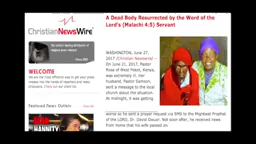 A Dead Body Resurrected by the Word of the
Lord's (Malachi 4:5) Servant
ChristianNewsWire
WELCOME
We are the most effective way to get your press
release into the hands of reporters and news
producers.
Featured News Outlets
HANNITY
WASHINGTON, June 27,
2017 /Christian Newswire/ --
On June 21, 2017, Pastor
Rose of West Pokot, Kenya,
was extremely ill. Her
husband, Pastor Samson,
sent a message to the local
church about the situation.
At midnight, it was getting
worse so he sent a prayer request via SMS to the Mightiest Prophet
of the LORD, Dr. David Owuor. Not soon after, he received news
from home that his wife passed on.